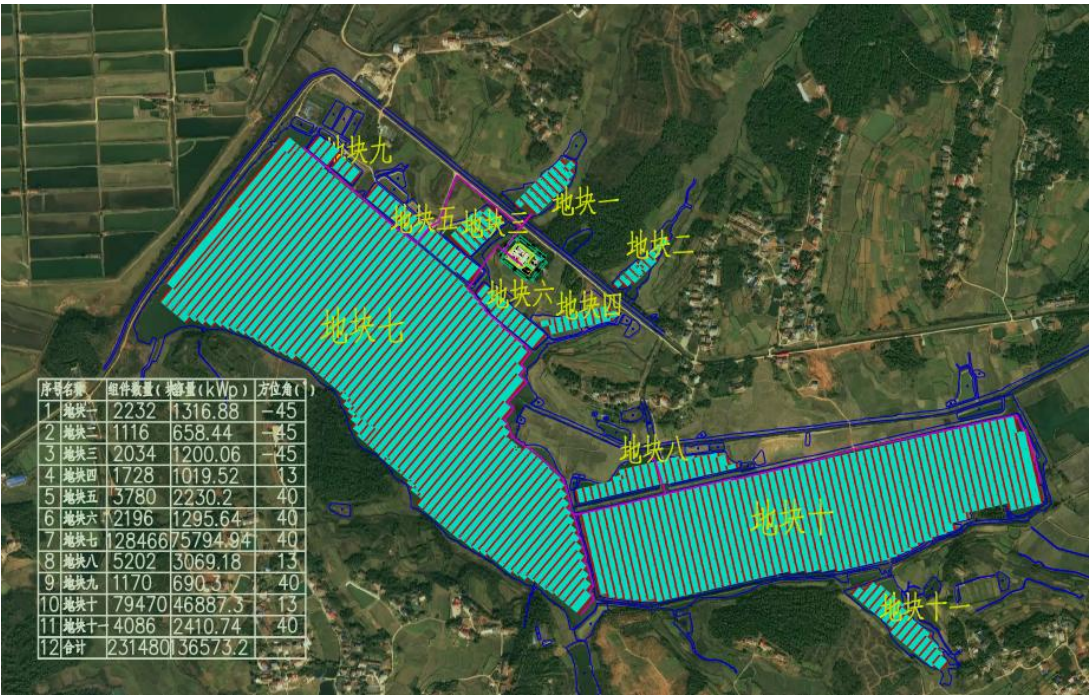 地块九
地块一
地块五
地块三
地块二
地块六
地块四
地块七
地块八
地块十
地块十一
序号 名称 组件数量( 容量(kWp) 方位角(°)
1 地块一 2232 1316.88 -45
2 地块二 1116 658.44 -45
3 地块三 2034 1200.06 -45
4 地块四 1728 1019.52 13
5 地块五 3780 2230.2 40
6 地块六 2196 1295.64 40
7 地块七 128466 75794.94 40
8 地块八 5202 3069.18 13
9 地块九 1170 690.3 40
10 地块十 79470 46887.3 13
11 地块十一 4086 2410.74 40
12 合计 231480 136573.2